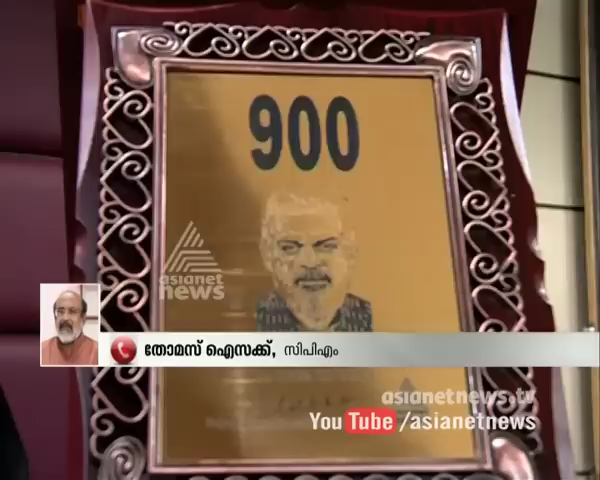 900
asianet
news
തോമസ് ഐസക്ക്, സിപിഎം
asianetnews.tv
YouTube/asianetnews